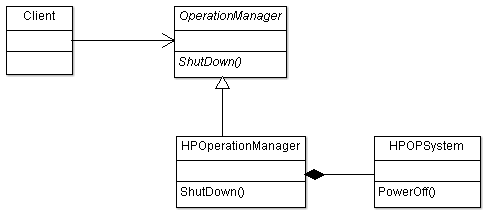 Client
OperationManager
ShutDown()
HPOperationManager
ShutDown()
HPOPSystem
PowerOff()